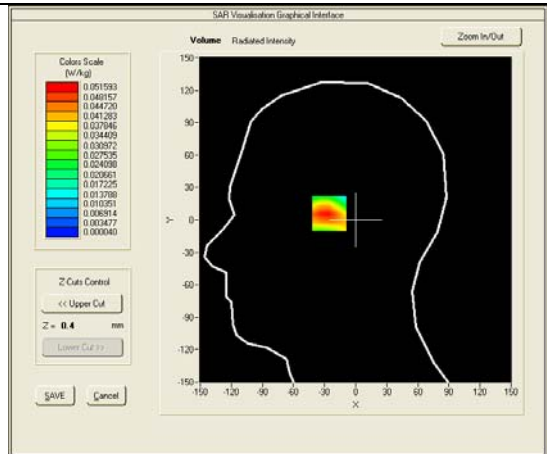 SAR Visualisation Graphical Interface
Volume Radiated Intensity
Zoom In/Out
Colors Scale
(W/kg)
0.051593
0.048157
0.044720
0.041283
0.037846
0.034409
0.030972
0.027535
0.024098
0.020661
0.017225
0.013788
0.010351
0.006914
0.003477
0.000040
Z Cuts Control
<< Upper Cut
Z = 0.4 mm
Lower Cut >>
SAVE
Cancel
150
120
90
60
30
0
-30
-60
-90
-120
-150
Y
-150 -120 -90 -60 -30 0 30 60 90 120 150
X